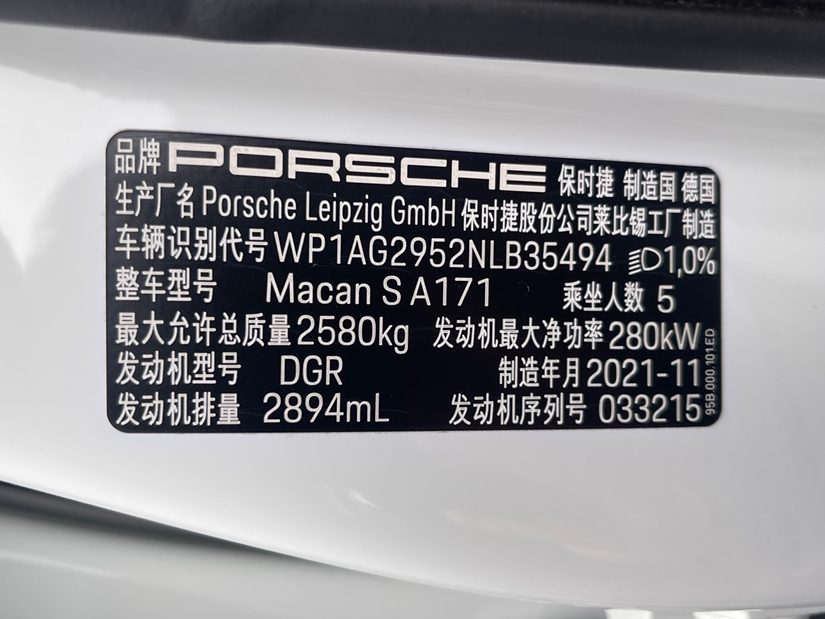 品牌 PORSCHE 保时捷 制造国 德国
生产厂名 Porsche Leipzig GmbH 保时捷股份公司莱比锡工厂制造
车辆识别代号 WP1AG2952NLB35494 1,0%
整车型号 Macan S A171 乘坐人数 5
最大允许总质量 2580kg 发动机最大净功率 280kW
发动机型号 DGR 制造年月 2021-11
发动机排量 2894mL 发动机序列号 033215
95B.000.101.ED